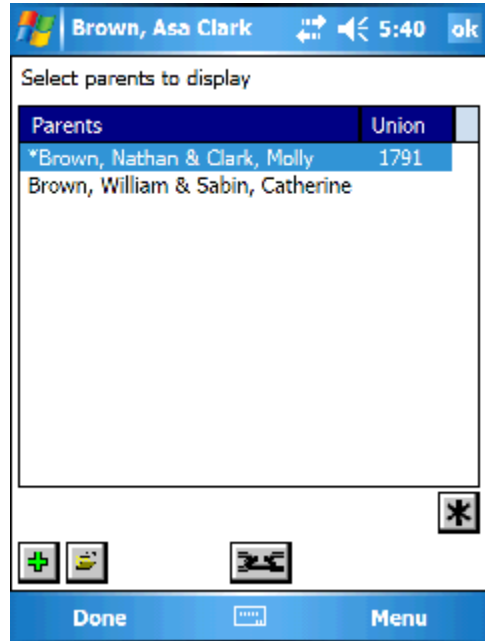 Brown, Asa Clark 5:40 ok
Select parents to display
Parents Union
*Brown, Nathan & Clark, Molly 1791
Brown, William & Sabin, Catherine
Done Menu